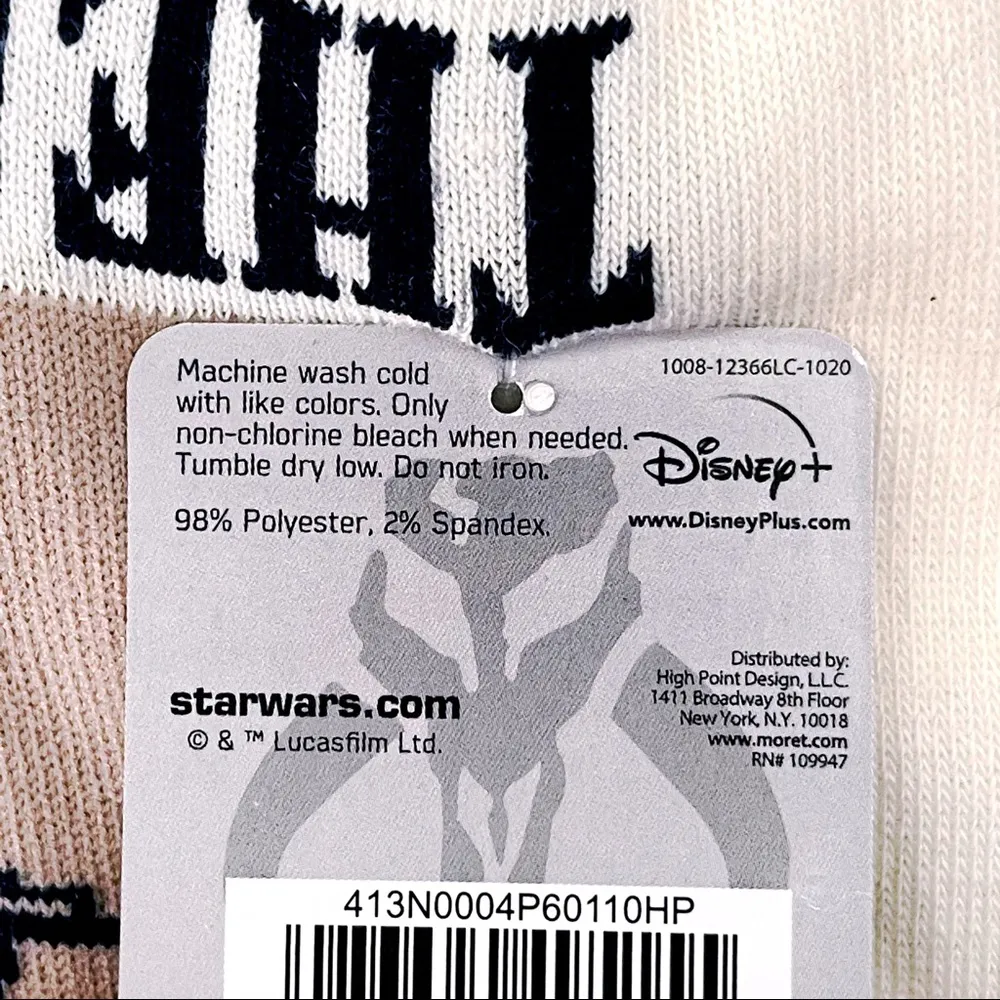 THE
Machine wash cold
with like colors. Only
non-chlorine bleach when needed.
Tumble dry low. Do not iron.
98% Polyester, 2% Spandex.
1008-12366LC-1020
Disney+
www.DisneyPlus.com
starwars.com
© & ™ Lucasfilm Ltd.
Distributed by:
High Point Design, L.L.C.
1411 Broadway 8th Floor
New York, N.Y. 10018
www.moret.com
RN# 109947
413N0004P60110HP